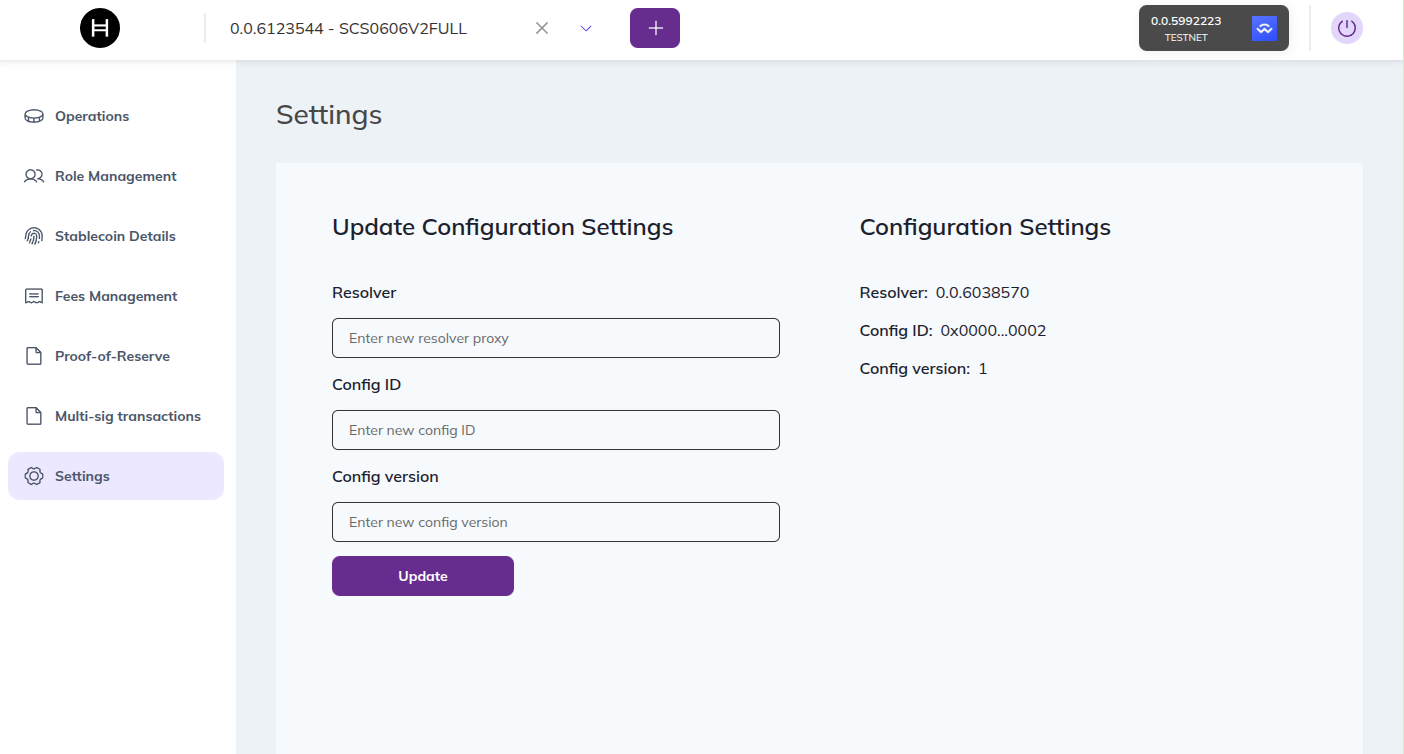 0.0.6123544 - SCS0606V2FULL
0.0.5992223
TESTNET
Operations
Role Management
Stablecoin Details
Fees Management
Proof-of-Reserve
Multi-sig transactions
Settings
Settings
Update Configuration Settings
Resolver
Enter new resolver proxy
Config ID
Enter new config ID
Config version
Enter new config version
Update
Configuration Settings
Resolver: 0.0.6038570
Config ID: 0x0000...0002
Config version: 1